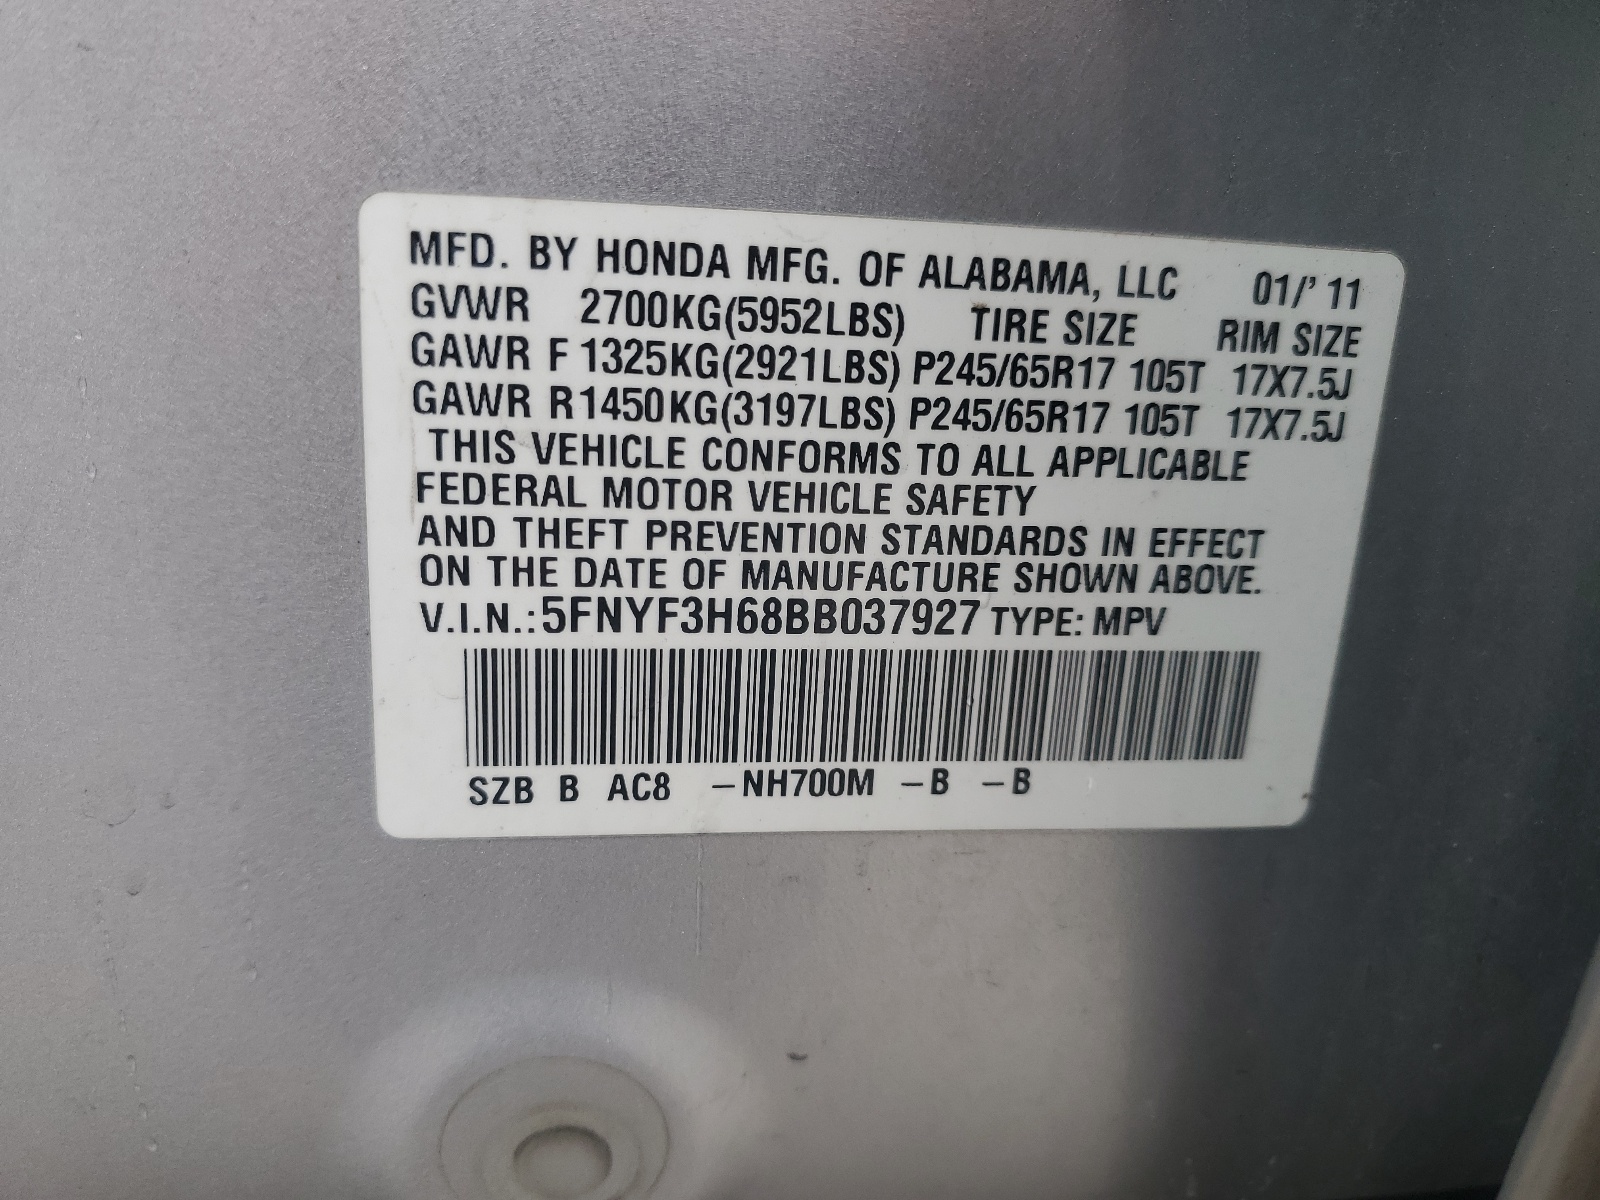 MFD. BY HONDA MFG. OF ALABAMA, LLC 01/'11
GVWR 2700KG(5952LBS) TIRE SIZE RIM SIZE
GAWR F 1325KG(2921LBS) P245/65R17 105T 17X7.5J
GAWR R 1450KG(3197LBS) P245/65R17 105T 17X7.5J
THIS VEHICLE CONFORMS TO ALL APPLICABLE
FEDERAL MOTOR VEHICLE SAFETY
AND THEFT PREVENTION STANDARDS IN EFFECT
ON THE DATE OF MANUFACTURE SHOWN ABOVE.
V.I.N.: 5FNYF3H68BB037927 TYPE: MPV
SZB B AC8 -NH700M -B -B